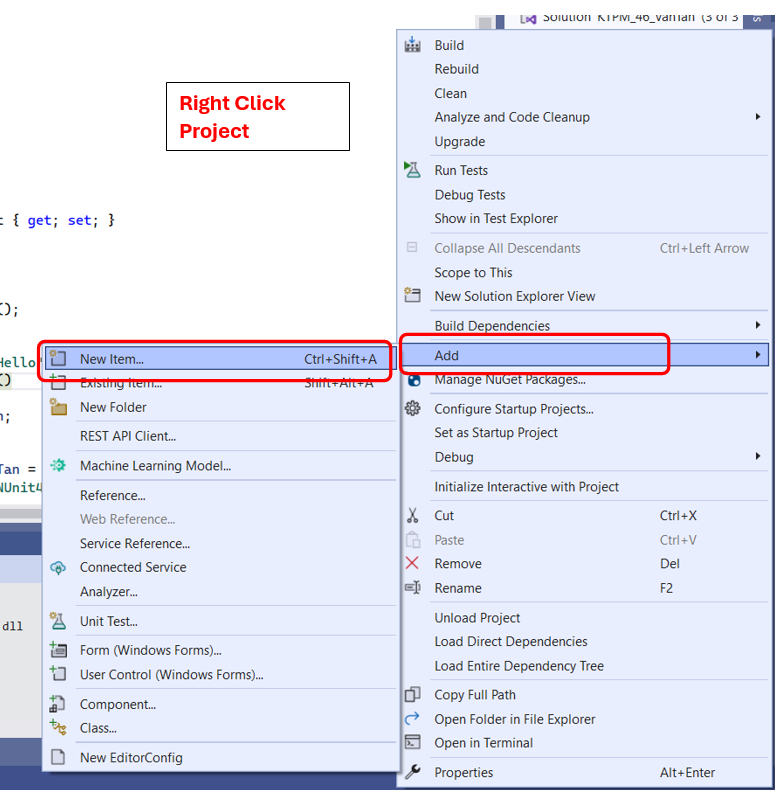 Solution 'KTPM_46_VanTan' (3 of 3
Right Click
Project
{ get; set; }
();
Hello
()
;
Tan =
NUnit4
dll
Build
Rebuild
Clean
Analyze and Code Cleanup
Upgrade
Run Tests
Debug Tests
Show in Test Explorer
Collapse All Descendants Ctrl+Left Arrow
Scope to This
New Solution Explorer View
Build Dependencies
Add
Manage NuGet Packages...
Configure Startup Projects...
Set as Startup Project
Debug
Initialize Interactive with Project
Cut Ctrl+X
Paste Ctrl+V
Remove Del
Rename F2
Unload Project
Load Direct Dependencies
Load Entire Dependency Tree
Copy Full Path
Open Folder in File Explorer
Open in Terminal
Properties Alt+Enter
New Item... Ctrl+Shift+A
Existing Item... Shift+Alt+A
New Folder
REST API Client...
Machine Learning Model...
Reference...
Web Reference...
Service Reference...
Connected Service
Analyzer...
Unit Test...
Form (Windows Forms)...
User Control (Windows Forms)...
Component...
Class...
New EditorConfig